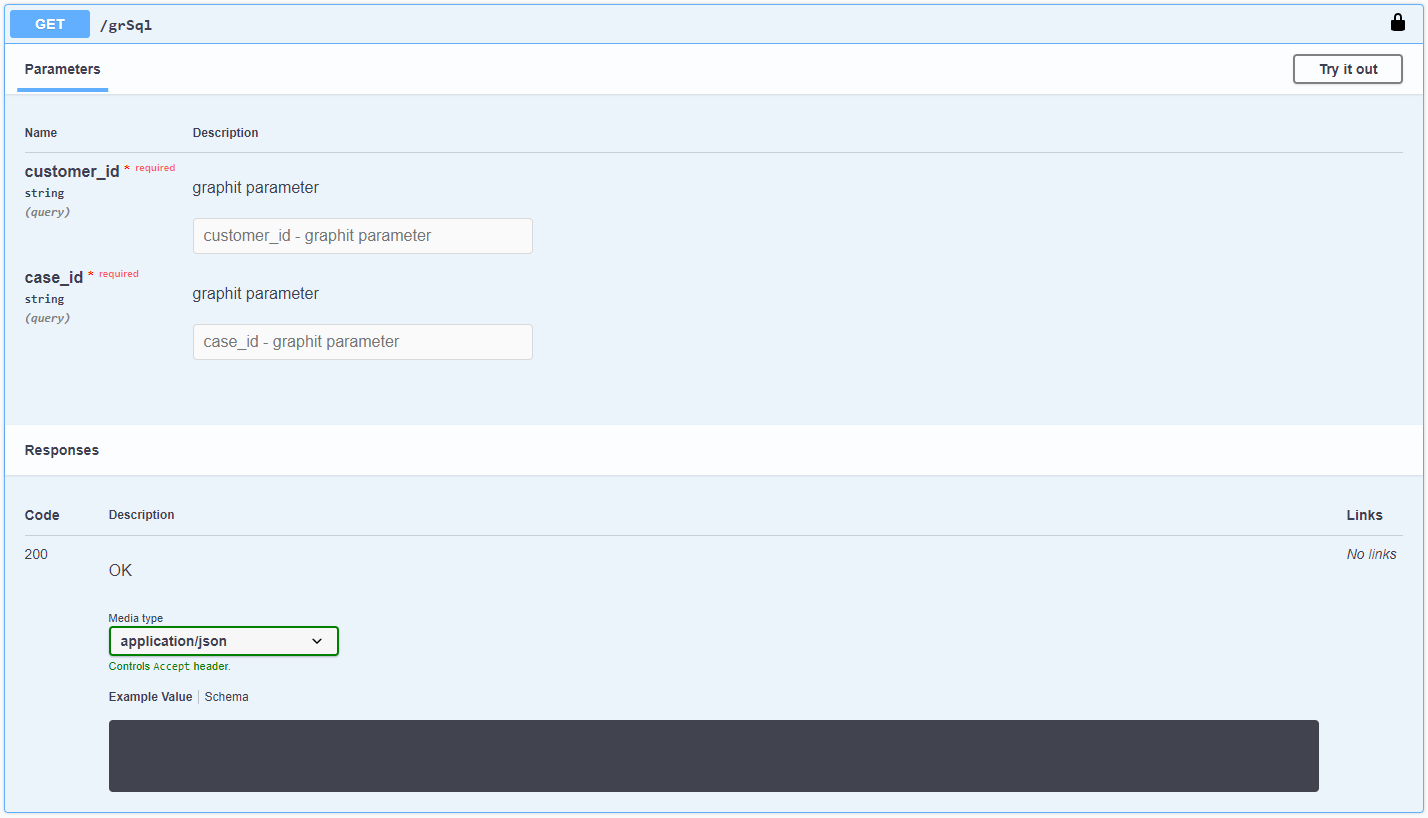 GET /grSql
Parameters
Try it out
Name Description
customer_id * required
string
(query)
graphit parameter
customer_id - graphit parameter
case_id * required
string
(query)
graphit parameter
case_id - graphit parameter
Responses
Code Description Links
200
OK
No links
Media type
application/json
Controls Accept header.
Example Value Schema